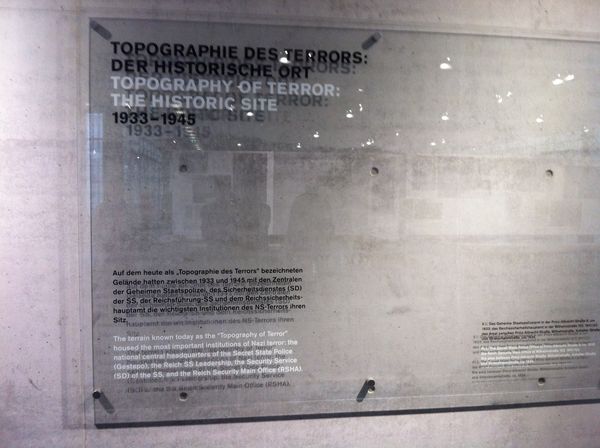 TOPOGRAPHIE DES TERRORS:
DER HISTORISCHE ORT
TOPOGRAPHY OF TERROR:
THE HISTORIC SITE
1933–1945
Auf dem heute als „Topographie des Terrors“ bezeichneten
Gelände hatten zwischen 1933 und 1945 mit den Zentralen
der Geheimen Staatspolizei, des Sicherheitsdienstes (SD)
der SS, der Reichsführung-SS und dem Reichssicherheits-
hauptamt die wichtigsten Institutionen des NS-Terrors ihren
Sitz.
The terrain known today as the “Topography of Terror”
housed the most important institutions of Nazi terror: the
national central headquarters of the Secret State Police
(Gestapo), the Reich SS Leadership, the Security Service
(SD) of the SS, and the Reich Security Main Office (RSHA).